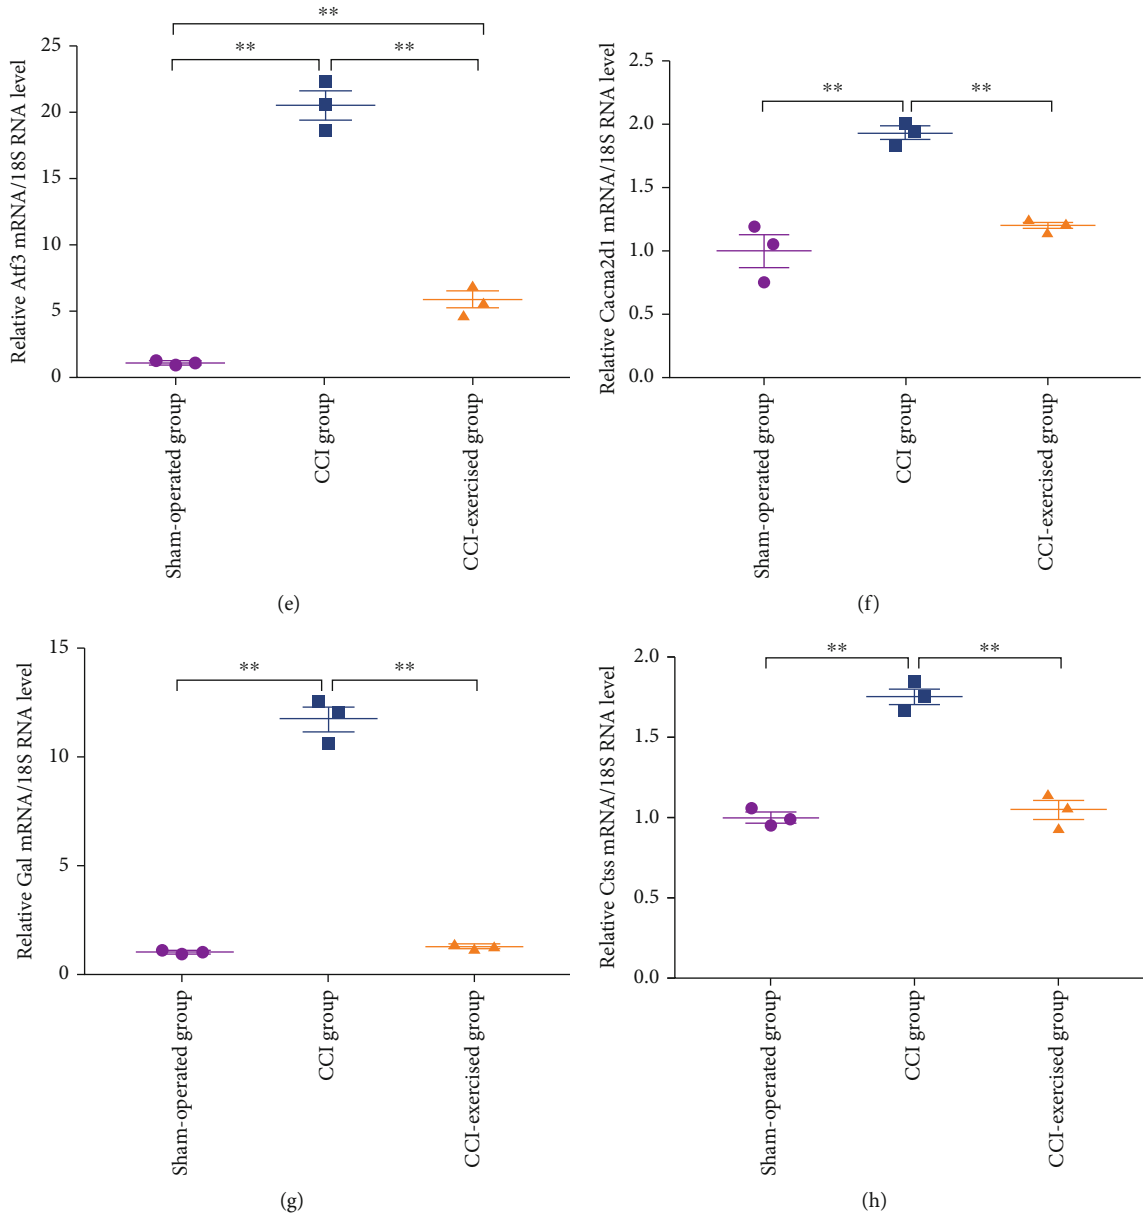 **
**
**
25
20
15
10
5
0
Relative Atf3 mRNA/18S RNA level
Sham-operated group
CCI group
CCI-exercised group
(e)
**
**
2.5
2.0
1.5
1.0
0.5
0.0
Relative Cacna2d1 mRNA/18S RNA level
Sham-operated group
CCI group
CCI-exercised group
(f)
**
**
15
10
5
0
Relative Gal mRNA/18S RNA level
Sham-operated group
CCI group
CCI-exercised group
(g)
**
**
2.0
1.5
1.0
0.5
0.0
Relative Ctss mRNA/18S RNA level
Sham-operated group
CCI group
CCI-exercised group
(h)